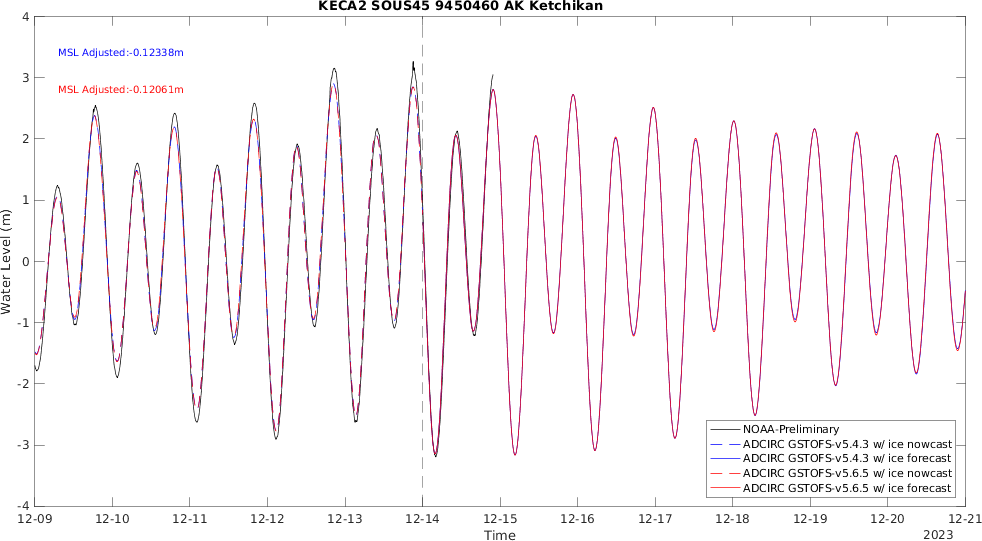 KECA2 SOUS45 9450460 AK Ketchikan
MSL Adjusted:-0.12338m
MSL Adjusted:-0.12061m
Water Level (m)
4
3
2
1
0
-1
-2
-3
-4
NOAA-Preliminary
ADCIRC GSTOFS-v5.4.3 w/ ice nowcast
ADCIRC GSTOFS-v5.4.3 w/ ice forecast
ADCIRC GSTOFS-v5.6.5 w/ ice nowcast
ADCIRC GSTOFS-v5.6.5 w/ ice forecast
12-09 12-10 12-11 12-12 12-13 12-14 12-15 12-16 12-17 12-18 12-19 12-20 12-21
Time
2023